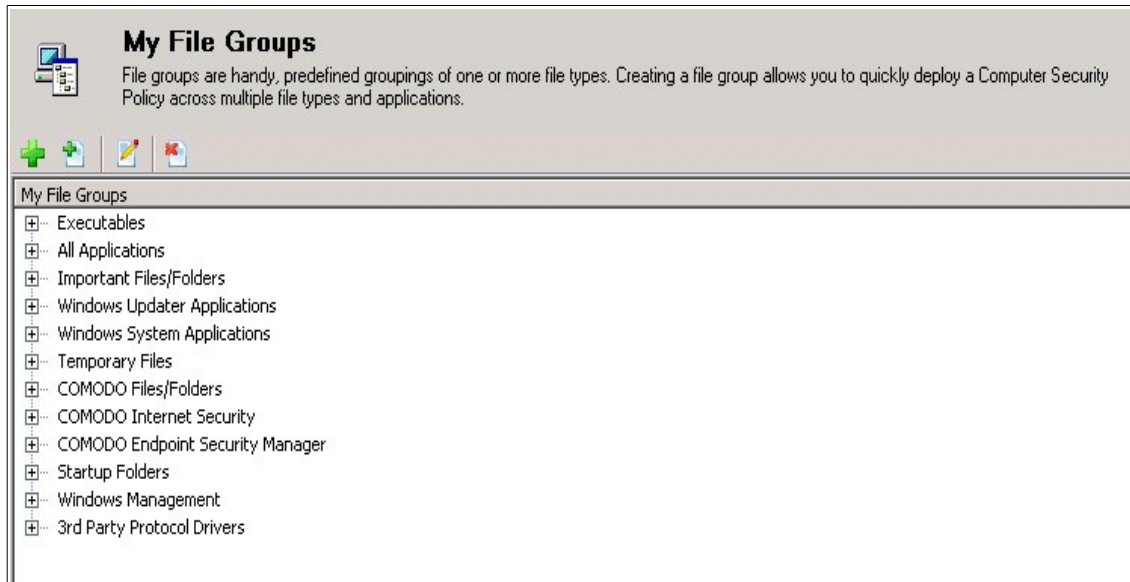 My File Groups
File groups are handy, predefined groupings of one or more file types. Creating a file group allows you to quickly deploy a Computer Security
Policy across multiple file types and applications.
My File Groups
Executables
All Applications
Important Files/Folders
Windows Updater Applications
Windows System Applications
Temporary Files
COMODO Files/Folders
COMODO Internet Security
COMODO Endpoint Security Manager
Startup Folders
Windows Management
3rd Party Protocol Drivers